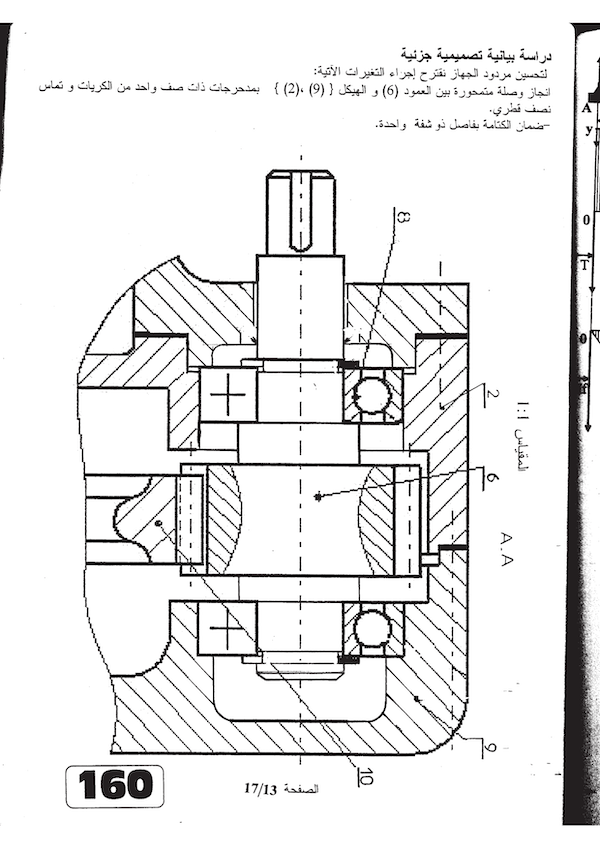 دراسة بيانية تصميمية جزئية
لتحسين مردود الجهاز نقترح إجراء التغيرات الآتية:
انجاز وصلة متمحورة بين العمود (6) و الهيكل { (9) ،(2) } بمدحرجات ذات صف واحد من الكريات و تماس
نصف قطري.
-ضمان الكتامة بفاصل ذو شفة واحدة.
8
2
المقياس 1:1
6
A.A
9
10
160
الصفحة 17/13
A
y
0
T
0